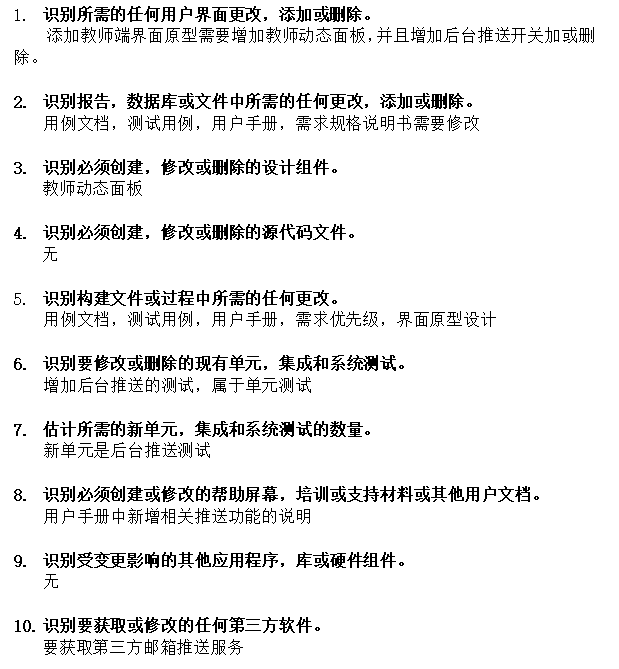 1. 识别所需的任何用户界面更改，添加或删除。
添加教师端界面原型需要增加教师动态面板，并且增加后台推送开关加或删
除。
2. 识别报告，数据库或文件中所需的任何更改，添加或删除。
用例文档，测试用例，用户手册，需求规格说明书需要修改
3. 识别必须创建，修改或删除的设计组件。
教师动态面板
4. 识别必须创建，修改或删除的源代码文件。
无
5. 识别构建文件或过程中所需的任何更改。
用例文档，测试用例，用户手册，需求优先级，界面原型设计
6. 识别要修改或删除的现有单元，集成和系统测试。
增加后台推送的测试，属于单元测试
7. 估计所需的新单元，集成和系统测试的数量。
新单元是后台推送测试
8. 识别必须创建或修改的帮助屏幕，培训或支持材料或其他用户文档。
用户手册中新增相关推送功能的说明
9. 识别受变更影响的其他应用程序，库或硬件组件。
无
10. 识别要获取或修改的任何第三方软件。
要获取第三方邮箱推送服务